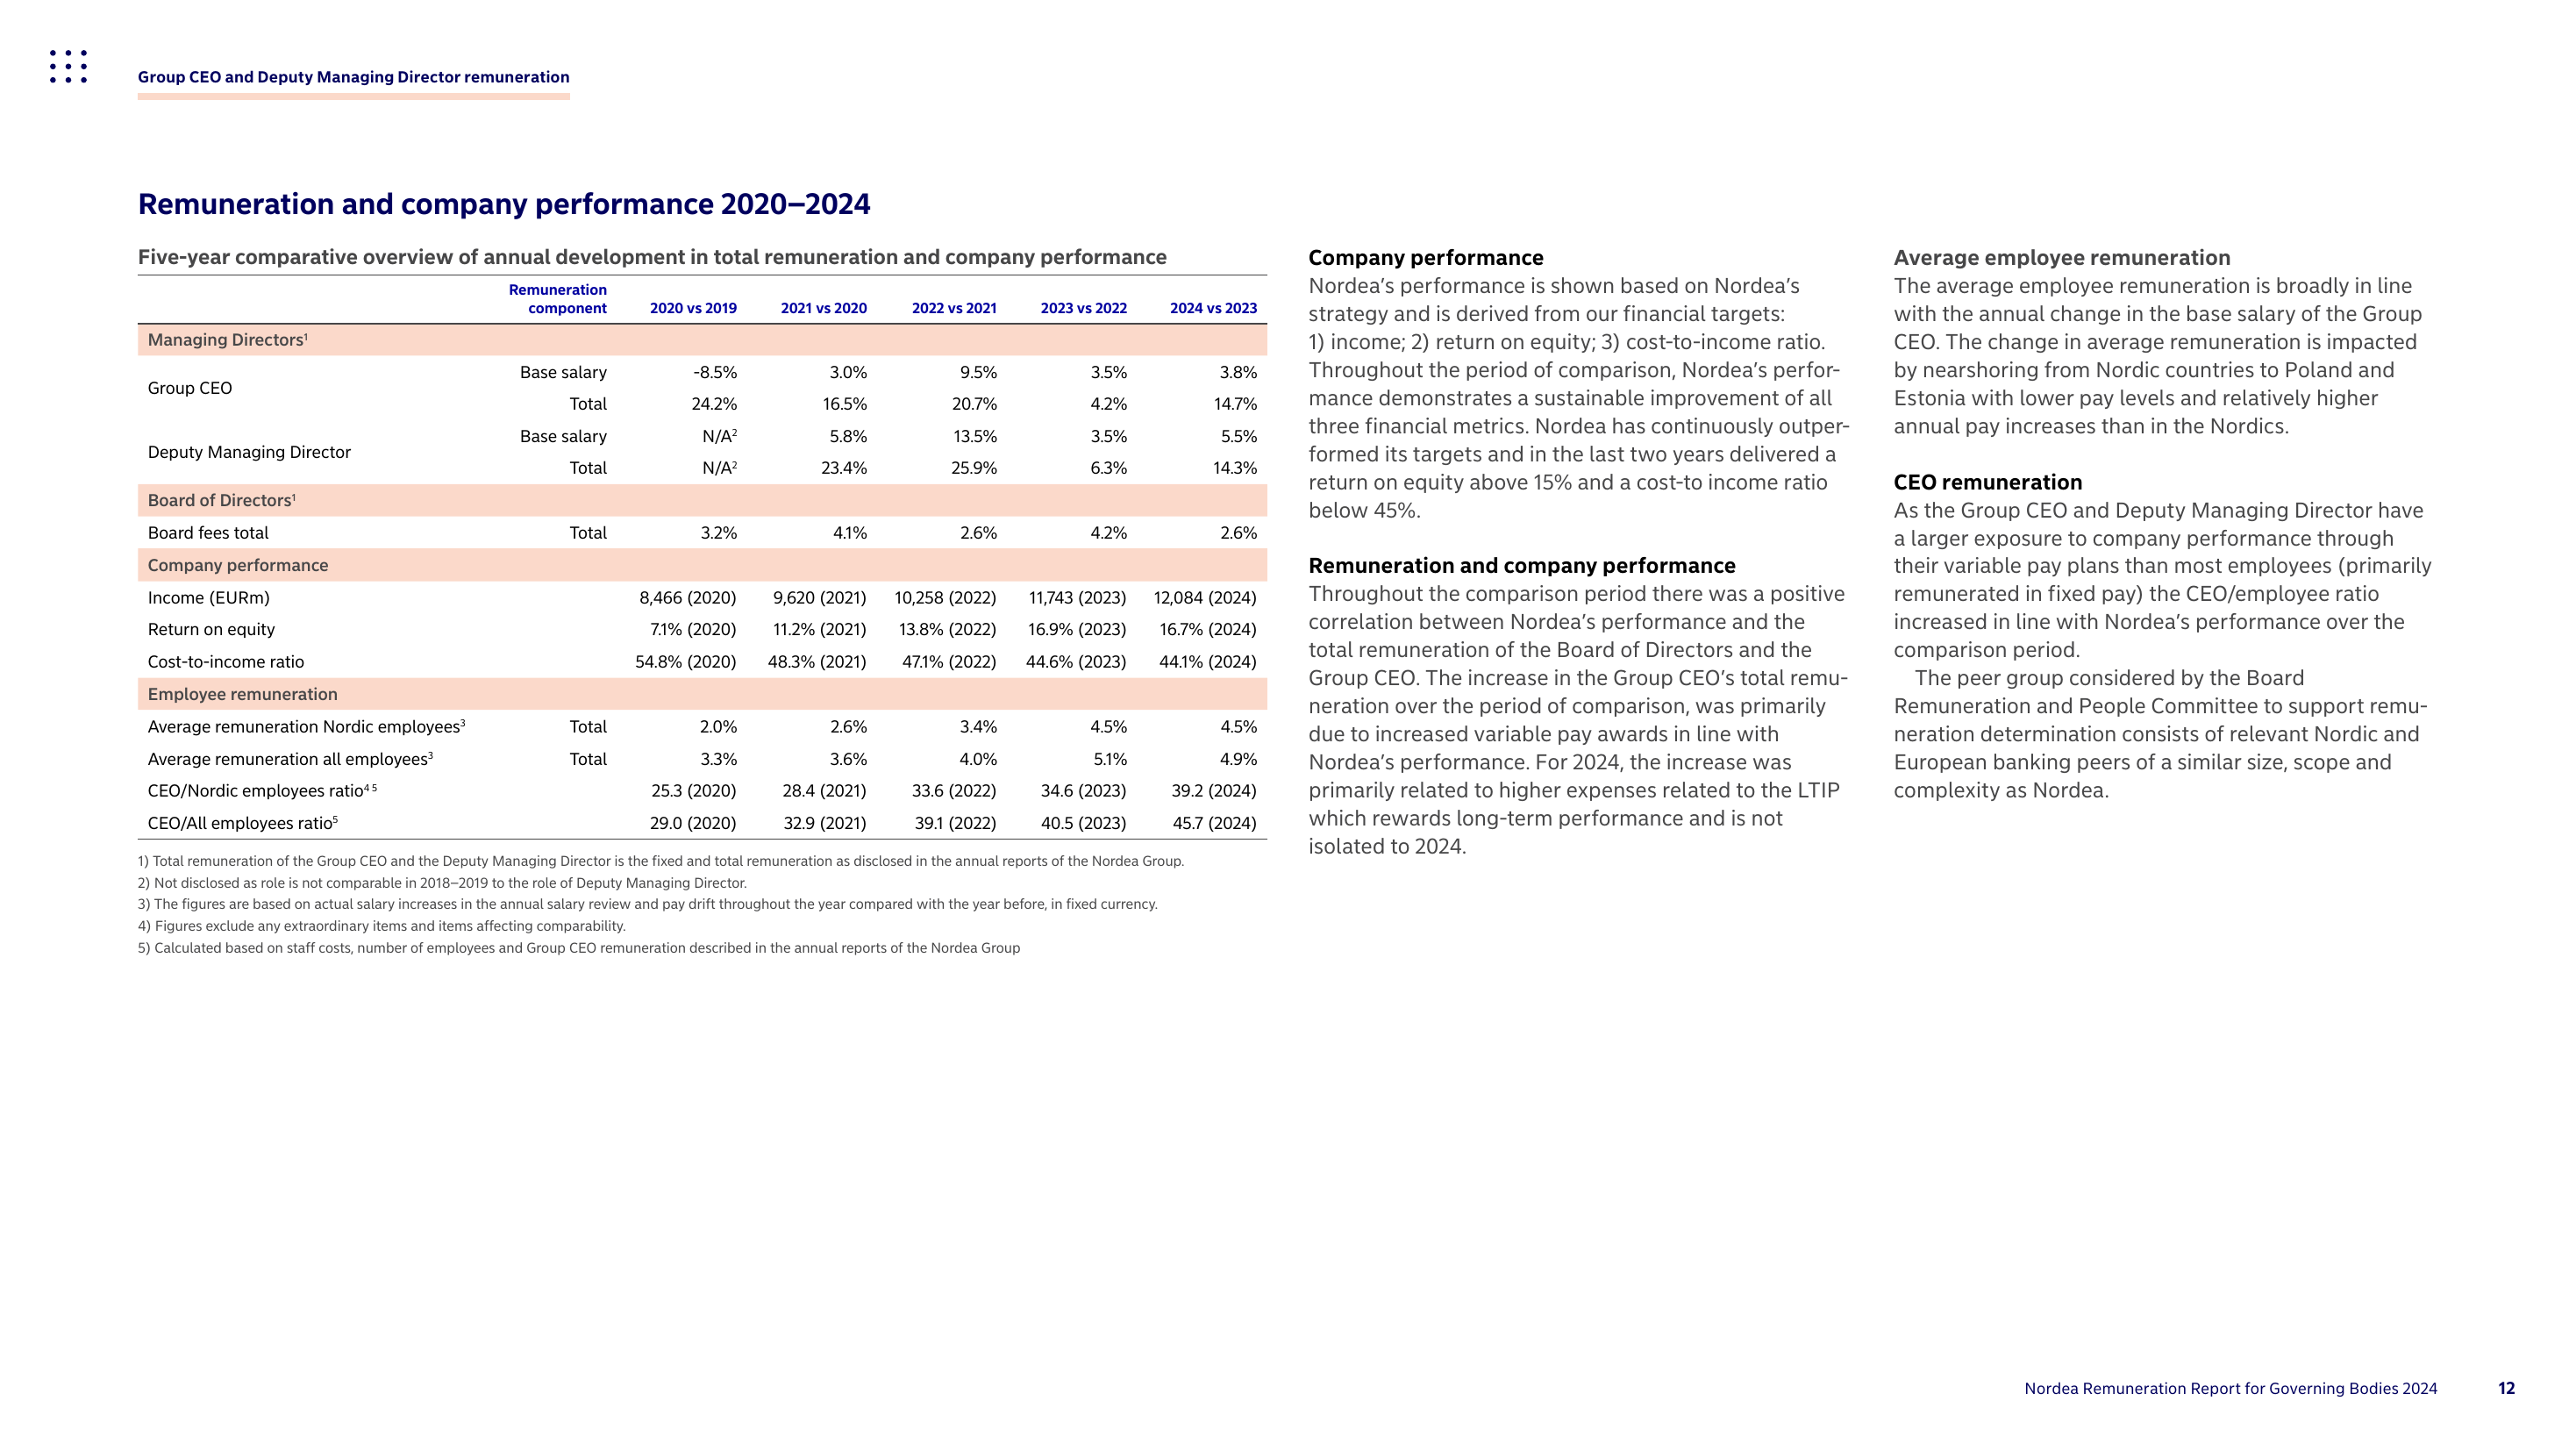 Group CEO and Deputy Managing Director remuneration
Remuneration and company performance 2020–2024
Five-year comparative overview of annual development in total remuneration and company performance
Remuneration
component 2020 vs 2019 2021 vs 2020 2022 vs 2021 2023 vs 2022 2024 vs 2023
Managing Directors¹
Group CEO
Base salary -8.5% 3.0% 9.5% 3.5% 3.8%
Total 24.2% 16.5% 20.7% 4.2% 14.7%
Deputy Managing Director
Base salary N/A² 5.8% 13.5% 3.5% 5.5%
Total N/A² 23.4% 25.9% 6.3% 14.3%
Board of Directors¹
Board fees total Total 3.2% 4.1% 2.6% 4.2% 2.6%
Company performance
Income (EURm) 8,466 (2020) 9,620 (2021) 10,258 (2022) 11,743 (2023) 12,084 (2024)
Return on equity 7.1% (2020) 11.2% (2021) 13.8% (2022) 16.9% (2023) 16.7% (2024)
Cost-to-income ratio 54.8% (2020) 48.3% (2021) 47.1% (2022) 44.6% (2023) 44.1% (2024)
Employee remuneration
Average remuneration Nordic employees³ Total 2.0% 2.6% 3.4% 4.5% 4.5%
Average remuneration all employees³ Total 3.3% 3.6% 4.0% 5.1% 4.9%
CEO/Nordic employees ratio⁴ ⁵ 25.3 (2020) 28.4 (2021) 33.6 (2022) 34.6 (2023) 39.2 (2024)
CEO/All employees ratio⁵ 29.0 (2020) 32.9 (2021) 39.1 (2022) 40.5 (2023) 45.7 (2024)
1) Total remuneration of the Group CEO and the Deputy Managing Director is the fixed and total remuneration as disclosed in the annual reports of the Nordea Group.
2) Not disclosed as role is not comparable in 2018–2019 to the role of Deputy Managing Director.
3) The figures are based on actual salary increases in the annual salary review and pay drift throughout the year compared with the year before, in fixed currency.
4) Figures exclude any extraordinary items and items affecting comparability.
5) Calculated based on staff costs, number of employees and Group CEO remuneration described in the annual reports of the Nordea Group
Company performance
Nordea’s performance is shown based on Nordea’s
strategy and is derived from our financial targets:
1) income; 2) return on equity; 3) cost-to-income ratio.
Throughout the period of comparison, Nordea’s perfor-
mance demonstrates a sustainable improvement of all
three financial metrics. Nordea has continuously outper-
formed its targets and in the last two years delivered a
return on equity above 15% and a cost-to income ratio
below 45%.
Remuneration and company performance
Throughout the comparison period there was a positive
correlation between Nordea’s performance and the
total remuneration of the Board of Directors and the
Group CEO. The increase in the Group CEO’s total remu-
neration over the period of comparison, was primarily
due to increased variable pay awards in line with
Nordea’s performance. For 2024, the increase was
primarily related to higher expenses related to the LTIP
which rewards long-term performance and is not
isolated to 2024.
Average employee remuneration
The average employee remuneration is broadly in line
with the annual change in the base salary of the Group
CEO. The change in average remuneration is impacted
by nearshoring from Nordic countries to Poland and
Estonia with lower pay levels and relatively higher
annual pay increases than in the Nordics.
CEO remuneration
As the Group CEO and Deputy Managing Director have
a larger exposure to company performance through
their variable pay plans than most employees (primarily
remunerated in fixed pay) the CEO/employee ratio
increased in line with Nordea’s performance over the
comparison period.
The peer group considered by the Board
Remuneration and People Committee to support remu-
neration determination consists of relevant Nordic and
European banking peers of a similar size, scope and
complexity as Nordea.
Nordea Remuneration Report for Governing Bodies 2024 12